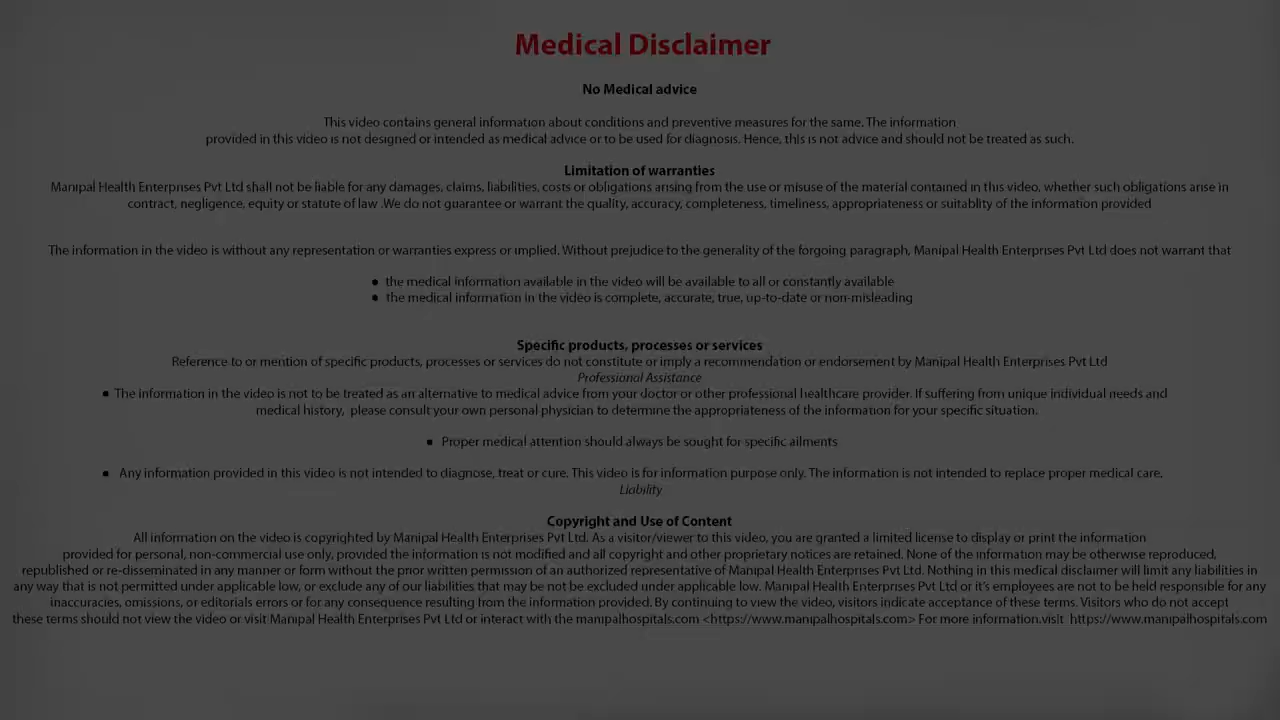 Medical Disclaimer
No Medical advice
This video contains general information about conditions and preventive measures for the same. The information
provided in this video is not designed or intended as medical advice or to be used for diagnosis. Hence, this is not advice and should not be treated as such.
Limitation of warranties
Manipal Health Enterprises Pvt Ltd shall not be liable for any damages, claims, liabilities, costs or obligations arising from the use or misuse of the material contained in this video, whether such obligations arise in
contract, negligence, equity or statute of law .We do not guarantee or warrant the quality, accuracy, completeness, timeliness, appropriateness or suitablity of the information provided
The information in the video is without any representation or warranties express or implied. Without prejudice to the generality of the forgoing paragraph, Manipal Health Enterprises Pvt Ltd does not warrant that
• the medical information available in the video will be available to all or constantly available
• the medical information in the video is complete, accurate, true, up-to-date or non-misleading
Specific products, processes or services
Reference to or mention of specific products, processes or services do not constitute or imply a recommendation or endorsement by Manipal Health Enterprises Pvt Ltd
Professional Assistance
• The information in the video is not to be treated as an alternative to medical advice from your doctor or other professional healthcare provider. If suffering from unique individual needs and
medical history, please consult your own personal physician to determine the appropriateness of the information for your specific situation.
▪ Proper medical attention should always be sought for specific ailments
▪ Any information provided in this video is not intended to diagnose, treat or cure. This video is for information purpose only. The information is not intended to replace proper medical care.
Liability
Copyright and Use of Content
All information on the video is copyrighted by Manipal Health Enterprises Pvt Ltd. As a visitor/viewer to this video, you are granted a limited license to display or print the information
provided for personal, non-commercial use only, provided the information is not modified and all copyright and other proprietary notices are retained. None of the information may be otherwise reproduced,
republished or re-disseminated in any manner or form without the prior written permission of an authorized representative of Manipal Health Enterprises Pvt Ltd. Nothing in this medical disclaimer will limit any liabilities in
any way that is not permitted under applicable low, or exclude any of our liabilities that may be not be excluded under applicable low. Manipal Health Enterprises Pvt Ltd or it's employees are not to be held responsible for any
inaccuracies, omissions, or editorials errors or for any consequence resulting from the information provided. By continuing to view the video, visitors indicate acceptance of these terms. Visitors who do not accept
these terms should not view the video or visit Manipal Health Enterprises Pvt Ltd or interact with the manipalhospitals.com <https://www.manipalhospitals.com> For more information.visit https://www.manipalhospitals.com